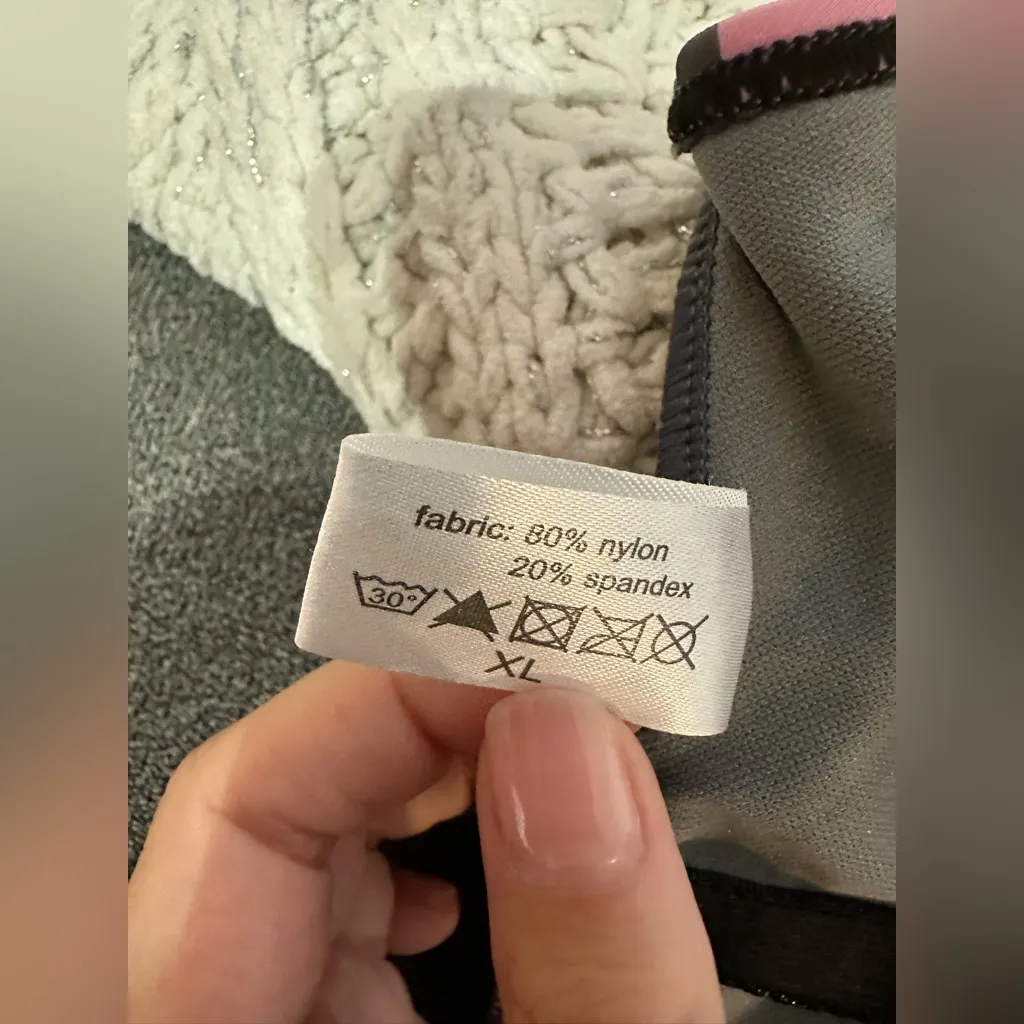 fabric: 80% nylon
20% spandex
30°
XL